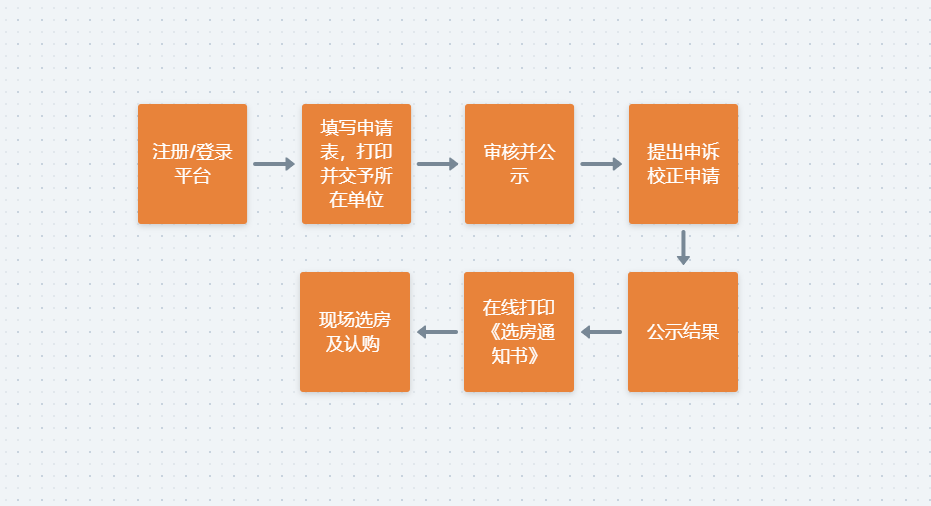 注册/登录
平台
填写申请
表，打印
并交予所
在单位
审核并公
示
提出申诉
校正申请
公示结果
在线打印
《选房通
知书》
现场选房
及认购